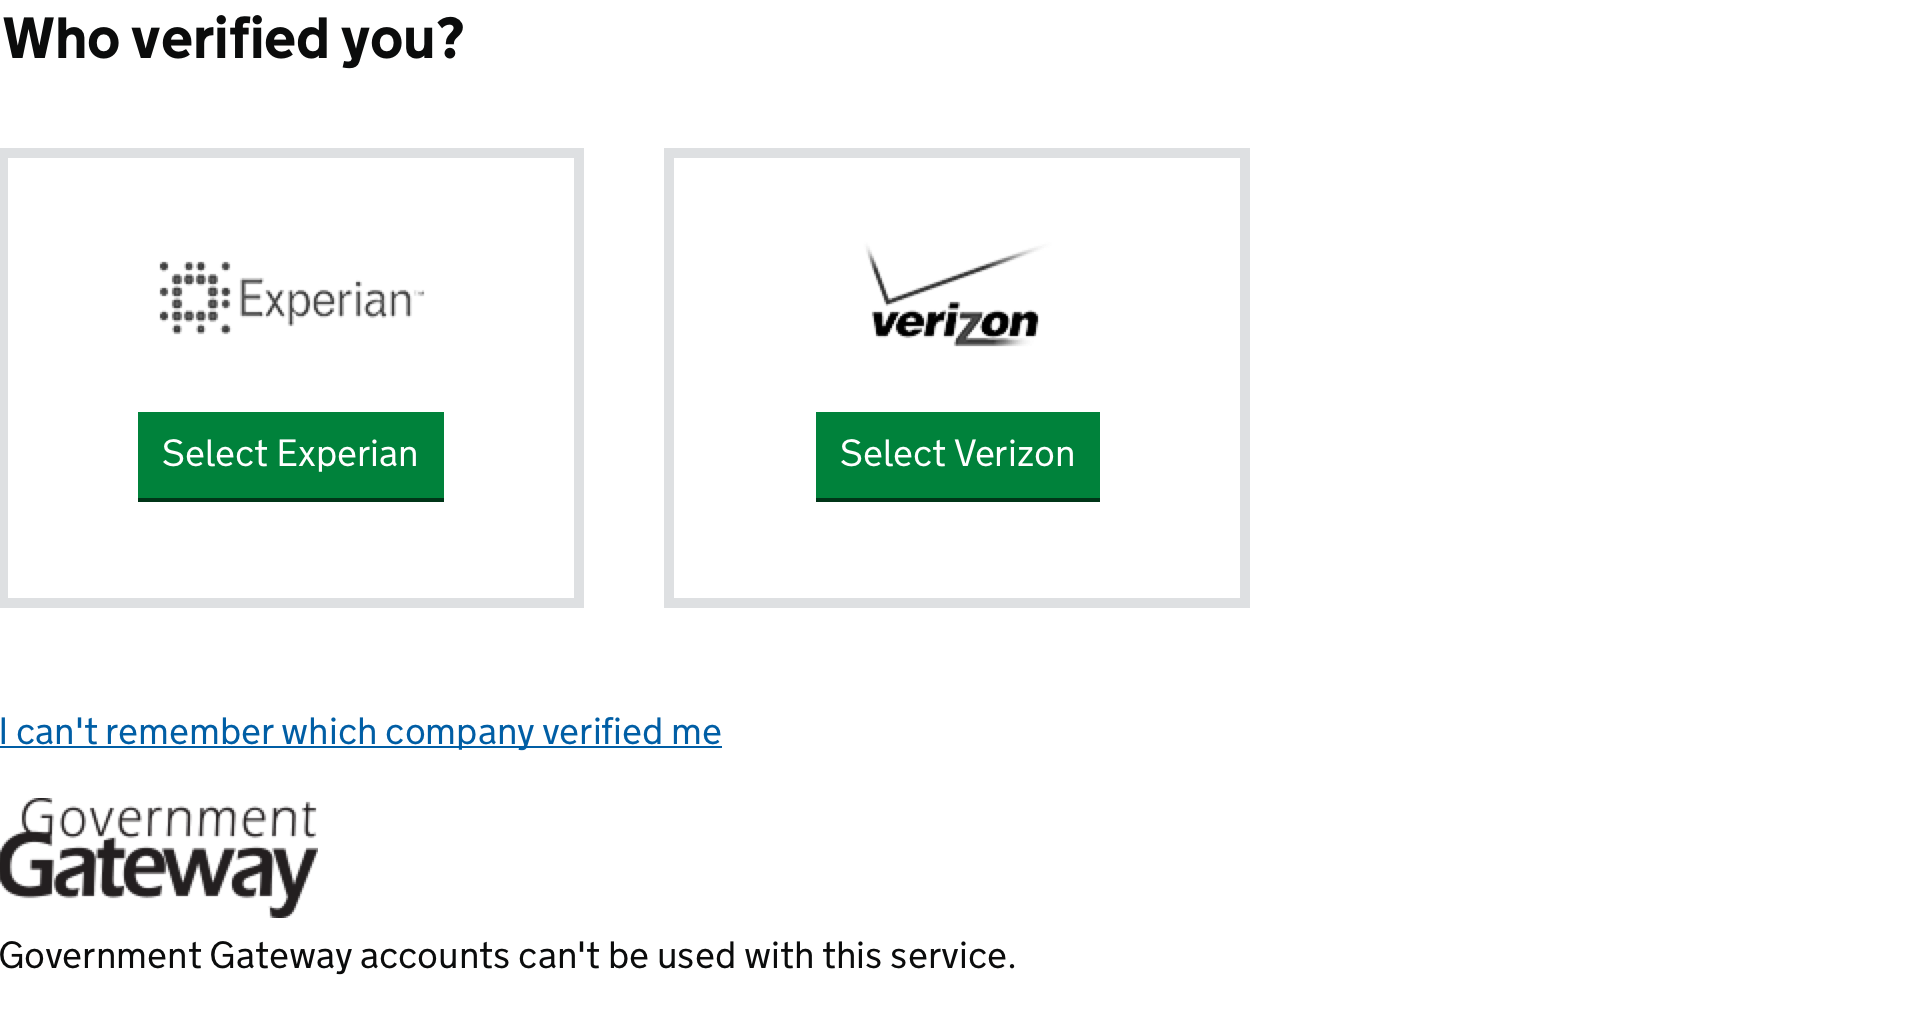 Who verified you?
Experian™
verizon
Select Experian
Select Verizon
I can't remember which company verified me
Government
Gateway
Government Gateway accounts can't be used with this service.